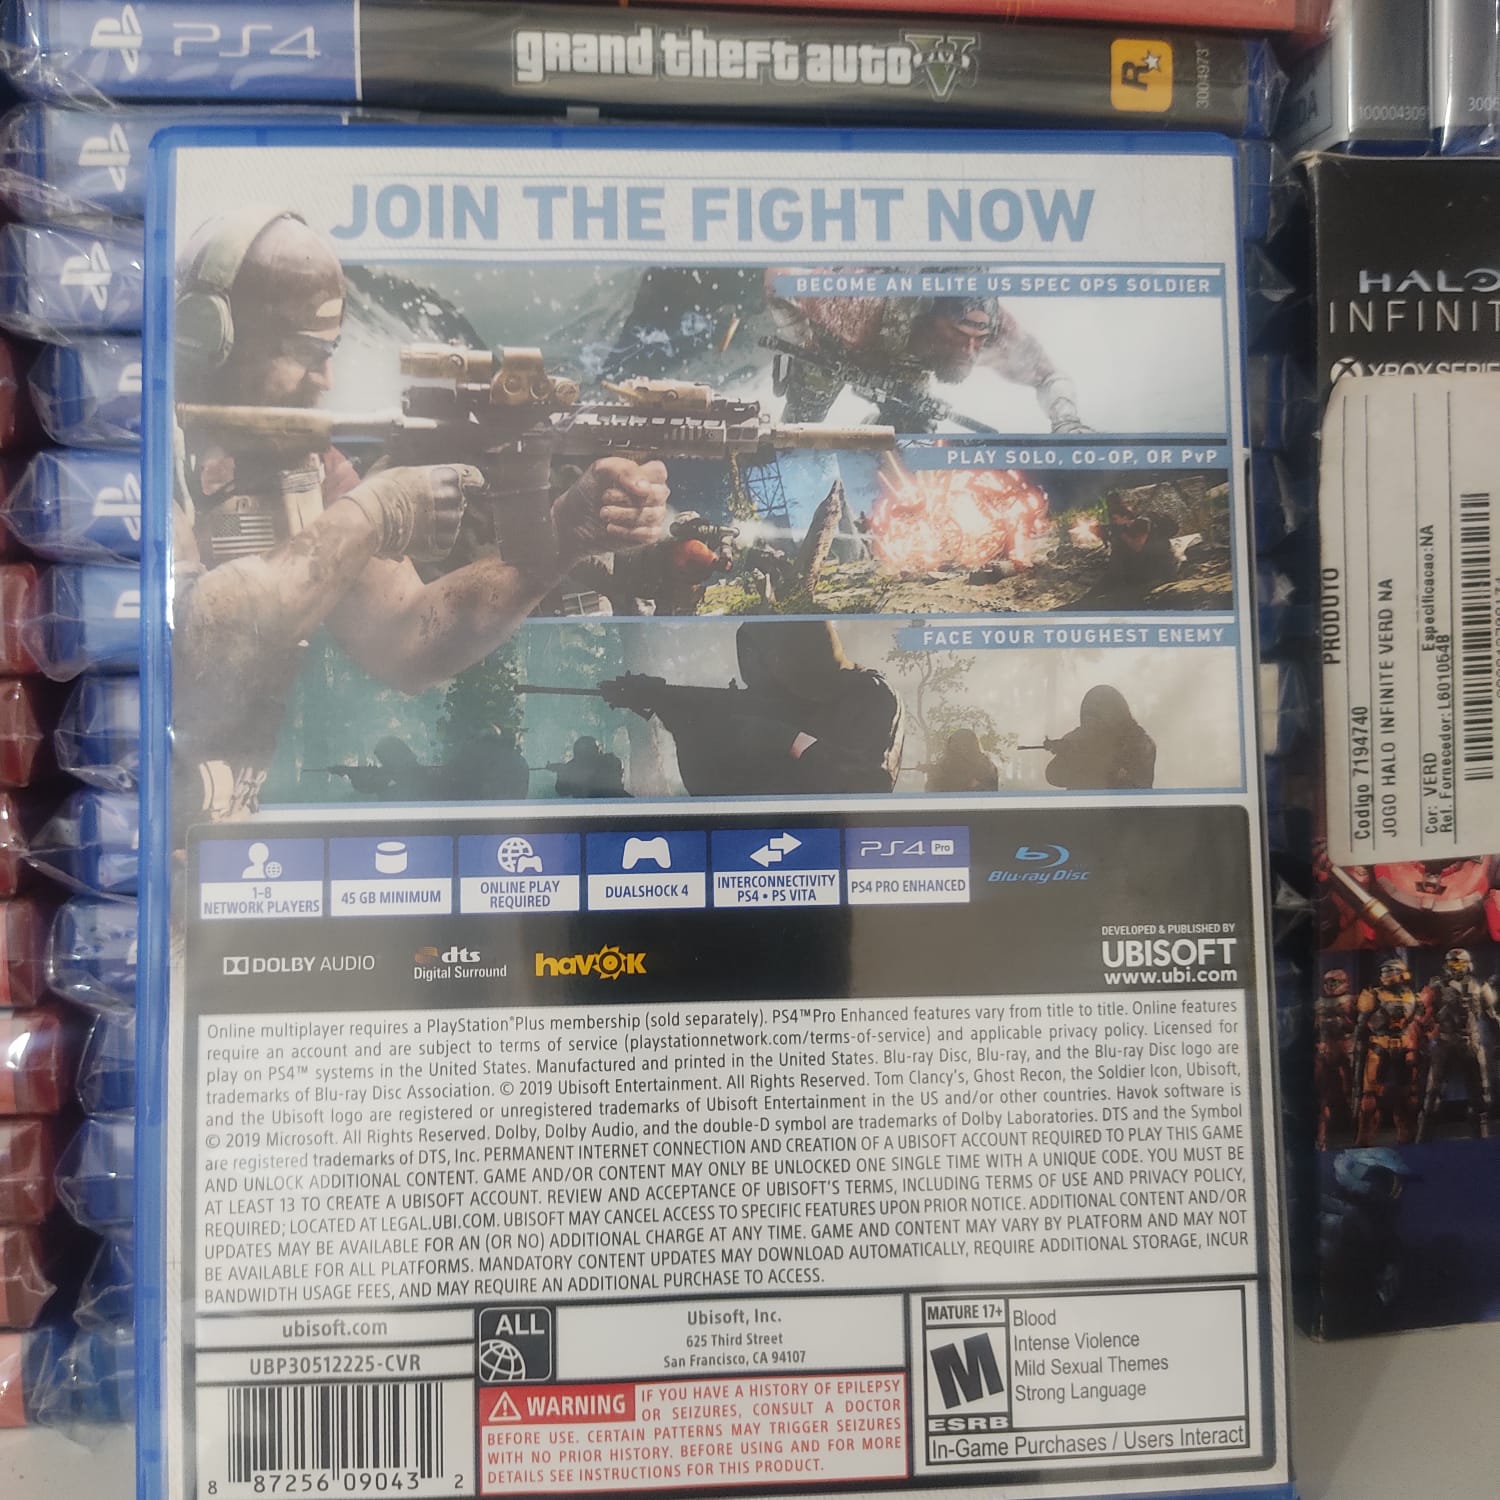 PS4
grand theft auto V
R
3004973
JOIN THE FIGHT NOW
BECOME AN ELITE US SPEC OPS SOLDIER
PLAY SOLO, CO-OP, OR PvP
FACE YOUR TOUGHEST ENEMY
1-8
NETWORK PLAYERS
45 GB MINIMUM
ONLINE PLAY
REQUIRED
DUALSHOCK 4
INTERCONNECTIVITY
PS4 • PS VITA
PS4 Pro
PS4 PRO ENHANCED
Blu-ray Disc
DOLBY AUDIO
dts
Digital Surround
havok
DEVELOPED & PUBLISHED BY
UBISOFT
www.ubi.com
Online multiplayer requires a PlayStation®Plus membership (sold separately). PS4™Pro Enhanced features vary from title to title. Online features
require an account and are subject to terms of service (playstationnetwork.com/terms-of-service) and applicable privacy policy. Licensed for
play on PS4™ systems in the United States. Manufactured and printed in the United States. Blu-ray Disc, Blu-ray, and the Blu-ray Disc logo are
trademarks of Blu-ray Disc Association. © 2019 Ubisoft Entertainment. All Rights Reserved. Tom Clancy's, Ghost Recon, the Soldier Icon, Ubisoft,
and the Ubisoft logo are registered or unregistered trademarks of Ubisoft Entertainment in the US and/or other countries. Havok software is
© 2019 Microsoft. All Rights Reserved. Dolby, Dolby Audio, and the double-D symbol are trademarks of Dolby Laboratories. DTS and the Symbol
are registered trademarks of DTS, Inc. PERMANENT INTERNET CONNECTION AND CREATION OF A UBISOFT ACCOUNT REQUIRED TO PLAY THIS GAME
AND UNLOCK ADDITIONAL CONTENT. GAME AND/OR CONTENT MAY ONLY BE UNLOCKED ONE SINGLE TIME WITH A UNIQUE CODE. YOU MUST BE
AT LEAST 13 TO CREATE A UBISOFT ACCOUNT. REVIEW AND ACCEPTANCE OF UBISOFT'S TERMS, INCLUDING TERMS OF USE AND PRIVACY POLICY,
REQUIRED; LOCATED AT LEGAL.UBI.COM. UBISOFT MAY CANCEL ACCESS TO SPECIFIC FEATURES UPON PRIOR NOTICE. ADDITIONAL CONTENT AND/OR
UPDATES MAY BE AVAILABLE FOR AN (OR NO) ADDITIONAL CHARGE AT ANY TIME. GAME AND CONTENT MAY VARY BY PLATFORM AND MAY NOT
BE AVAILABLE FOR ALL PLATFORMS. MANDATORY CONTENT UPDATES MAY DOWNLOAD AUTOMATICALLY, REQUIRE ADDITIONAL STORAGE, INCUR
BANDWIDTH USAGE FEES, AND MAY REQUIRE AN ADDITIONAL PURCHASE TO ACCESS.
ubisoft.com
UBP30512225-CVR
8 87256 09043 2
ALL
Ubisoft, Inc.
625 Third Street
San Francisco, CA 94107
WARNING IF YOU HAVE A HISTORY OF EPILEPSY
OR SEIZURES, CONSULT A DOCTOR
BEFORE USE. CERTAIN PATTERNS MAY TRIGGER SEIZURES
WITH NO PRIOR HISTORY. BEFORE USING AND FOR MORE
DETAILS SEE INSTRUCTIONS FOR THIS PRODUCT.
MATURE 17+
M
ESRB
Blood
Intense Violence
Mild Sexual Themes
Strong Language
In-Game Purchases / Users Interact
100004309
HALO
INFINIT
XBOX SERIE
PRODUTO
Codigo 7194740
JOGO HALO INFINITE VERD NA
Cor: VERD Especificacao:NA
Ref. Fornecedor: L601064B